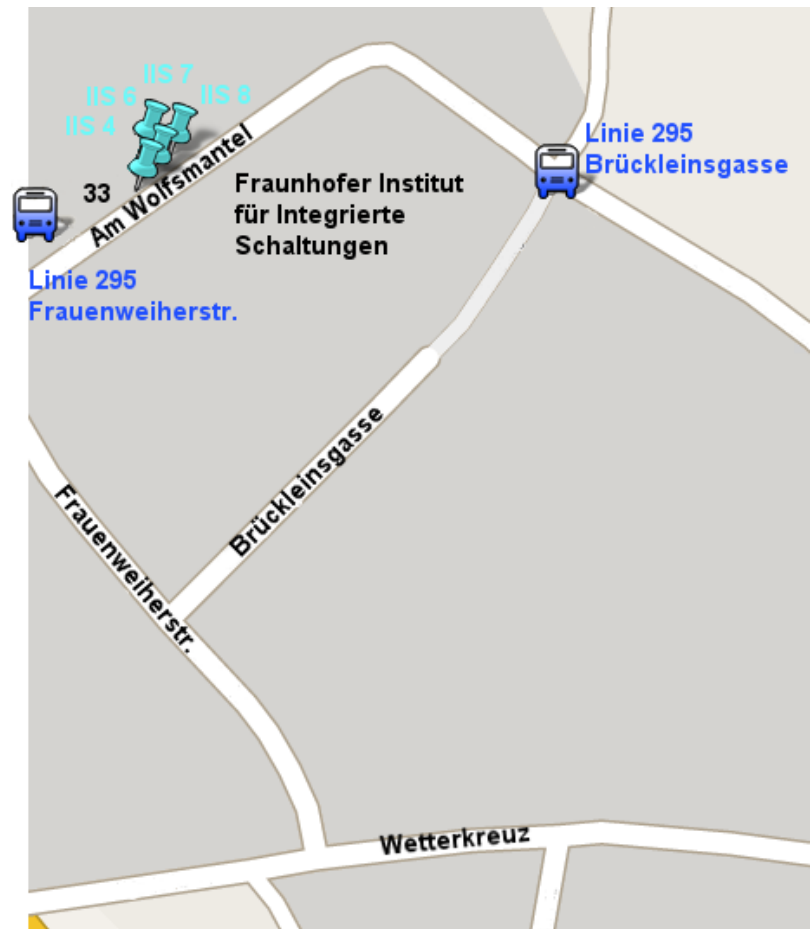 IIS 7
IIS 6
IIS 8
IIS 4
Linie 295
Brückleinsgasse
33
Am Wolfsmantel
Fraunhofer Institut
für Integrierte
Schaltungen
Linie 295
Frauenweiherstr.
Brückleinsgasse
Frauenweiherstr.
Wetterkreuz